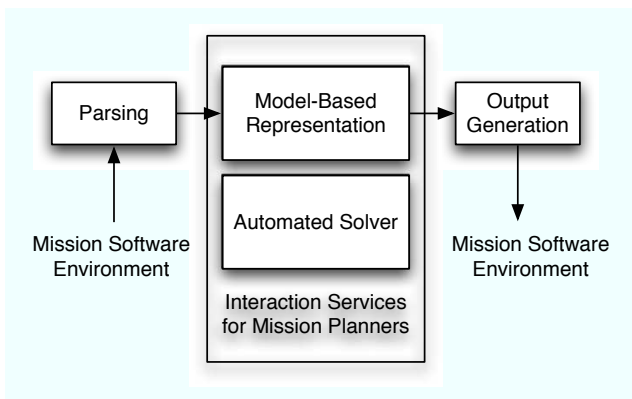 Parsing
Model-Based
Representation
Output
Generation
Automated Solver
Mission Software
Environment
Mission Software
Environment
Interaction Services
for Mission Planners